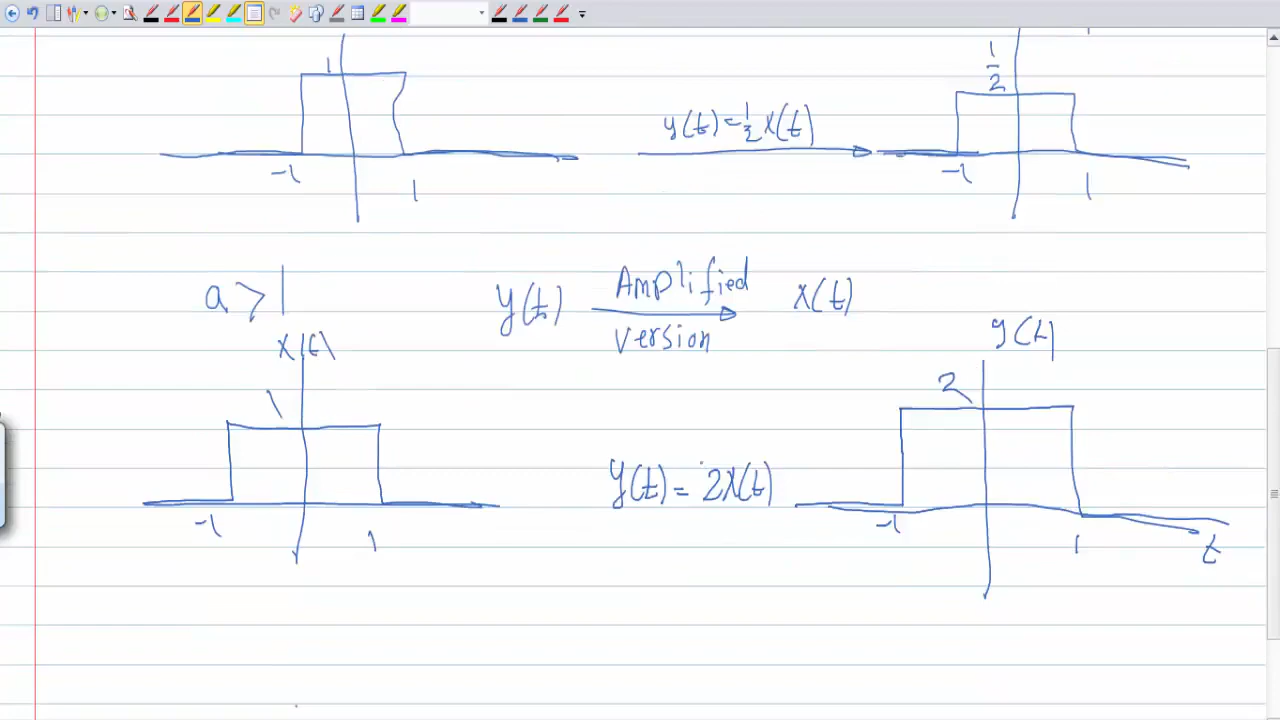 1
1
2
y(t)=1/2 x(t)
-1
1
-1
1
a > 1
y(t) Amplified version x(t)
x(t)
y(t)
1
2
y(t) = 2x(t)
-1
1
-1
1
t